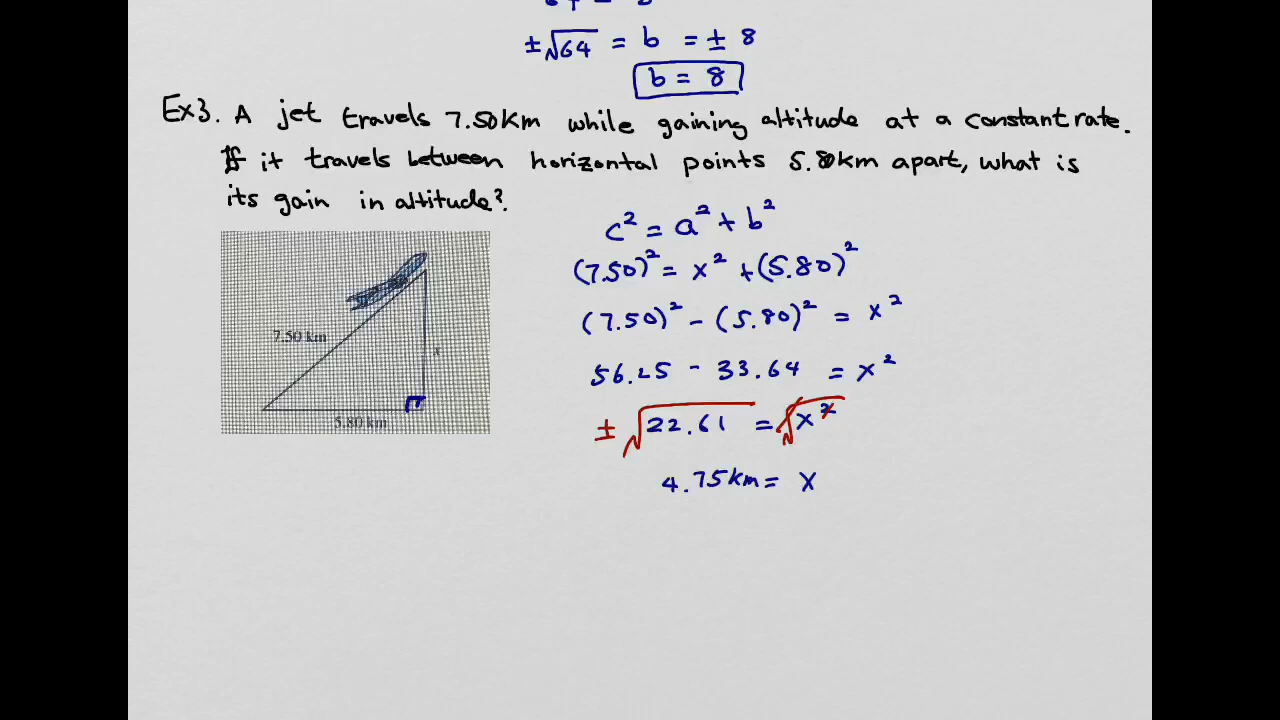 ±√64 = b = ± 8
b = 8
Ex3. A jet travels 7.50km while gaining altitude at a constant rate.
If it travels between horizontal points 5.80km apart, what is
its gain in altitude?
c² = a² + b²
(7.50)² = x² + (5.80)²
(7.50)² - (5.80)² = x²
56.25 - 33.64 = x²
± √22.61 = √x²
4.75km = x
7.50 km
x
5.80 km